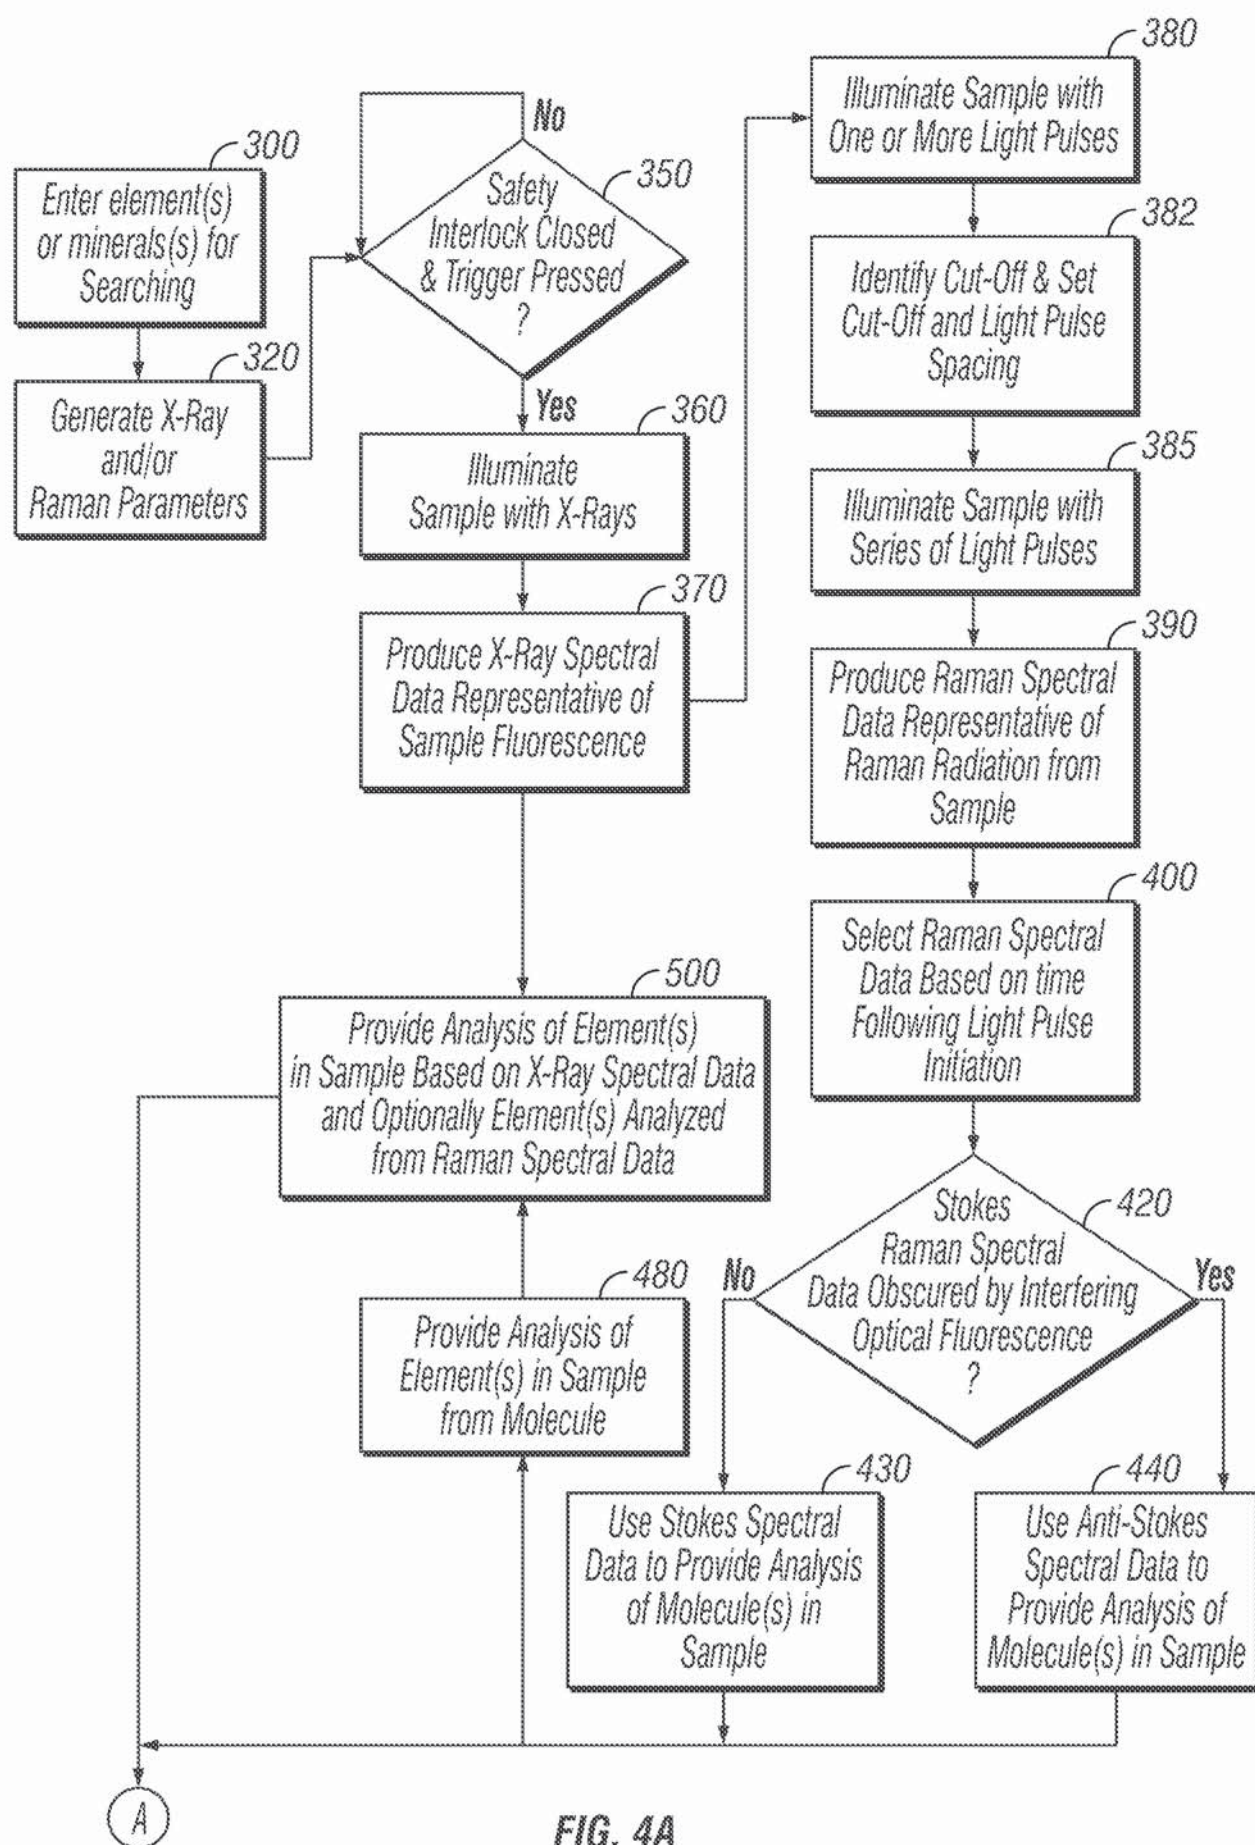 300
Enter element(s)
or minerals(s) for
Searching
320
Generate X-Ray
and/or
Raman Parameters
No
350
Safety
Interlock Closed
& Trigger Pressed
?
Yes
360
Illuminate
Sample with X-Rays
370
Produce X-Ray Spectral
Data Representative of
Sample Fluorescence
380
Illuminate Sample with
One or More Light Pulses
382
Identify Cut-Off & Set
Cut-Off and Light Pulse
Spacing
385
Illuminate Sample with
Series of Light Pulses
390
Produce Raman Spectral
Data Representative of
Raman Radiation from
Sample
400
Select Raman Spectral
Data Based on time
Following Light Pulse
Initiation
420
Stokes
Raman Spectral
Data Obscured by Interfering
Optical Fluorescence
?
No
Yes
430
Use Stokes Spectral
Data to Provide Analysis
of Molecule(s) in
Sample
440
Use Anti-Stokes
Spectral Data to
Provide Analysis of
Molecule(s) in Sample
480
Provide Analysis of
Element(s) in Sample
from Molecule
500
Provide Analysis of Element(s)
in Sample Based on X-Ray Spectral Data
and Optionally Element(s) Analyzed
from Raman Spectral Data
A
FIG. 4A